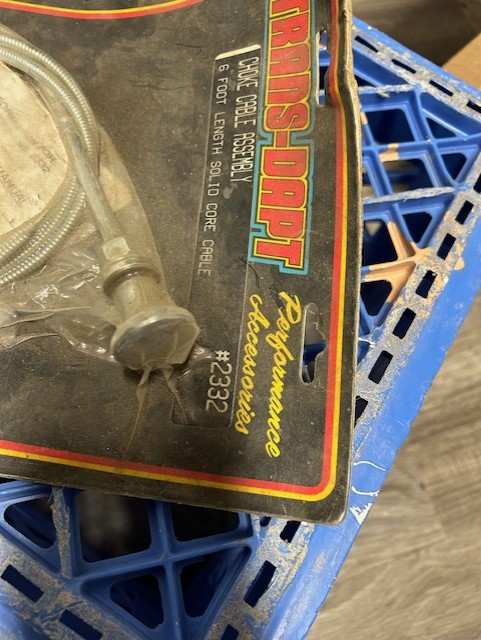 TRANS-DAPT
Performance
Accessories
CHOKE CABLE ASSEMBLY
6 FOOT LENGTH SOLID CORE CABLE
#2332